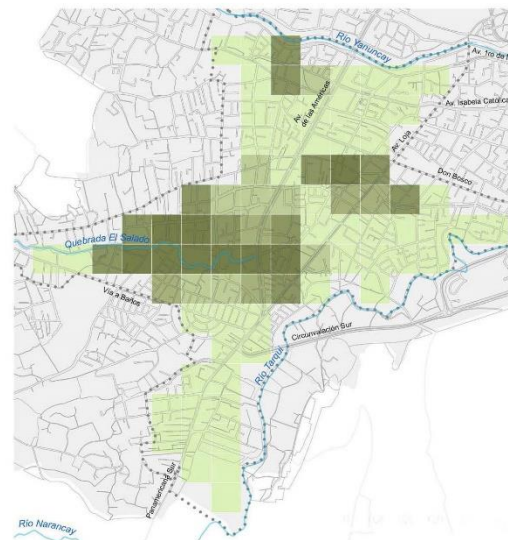 Río Yanuncay
Av. 1ro de
Av.
de las Américas
Av. Isabela Católica
Av. Loja
Don Bosco
Quebrada El Salado
Vía a Baños
Circunvalación Sur
Río Tarqui
Panamericana Sur
Río Narancay